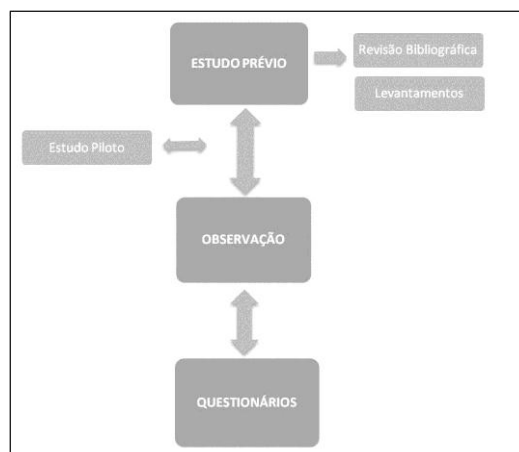 ESTUDO PRÉVIO
Revisão Bibliográfica
Levantamentos
Estudo Piloto
OBSERVAÇÃO
QUESTIONÁRIOS